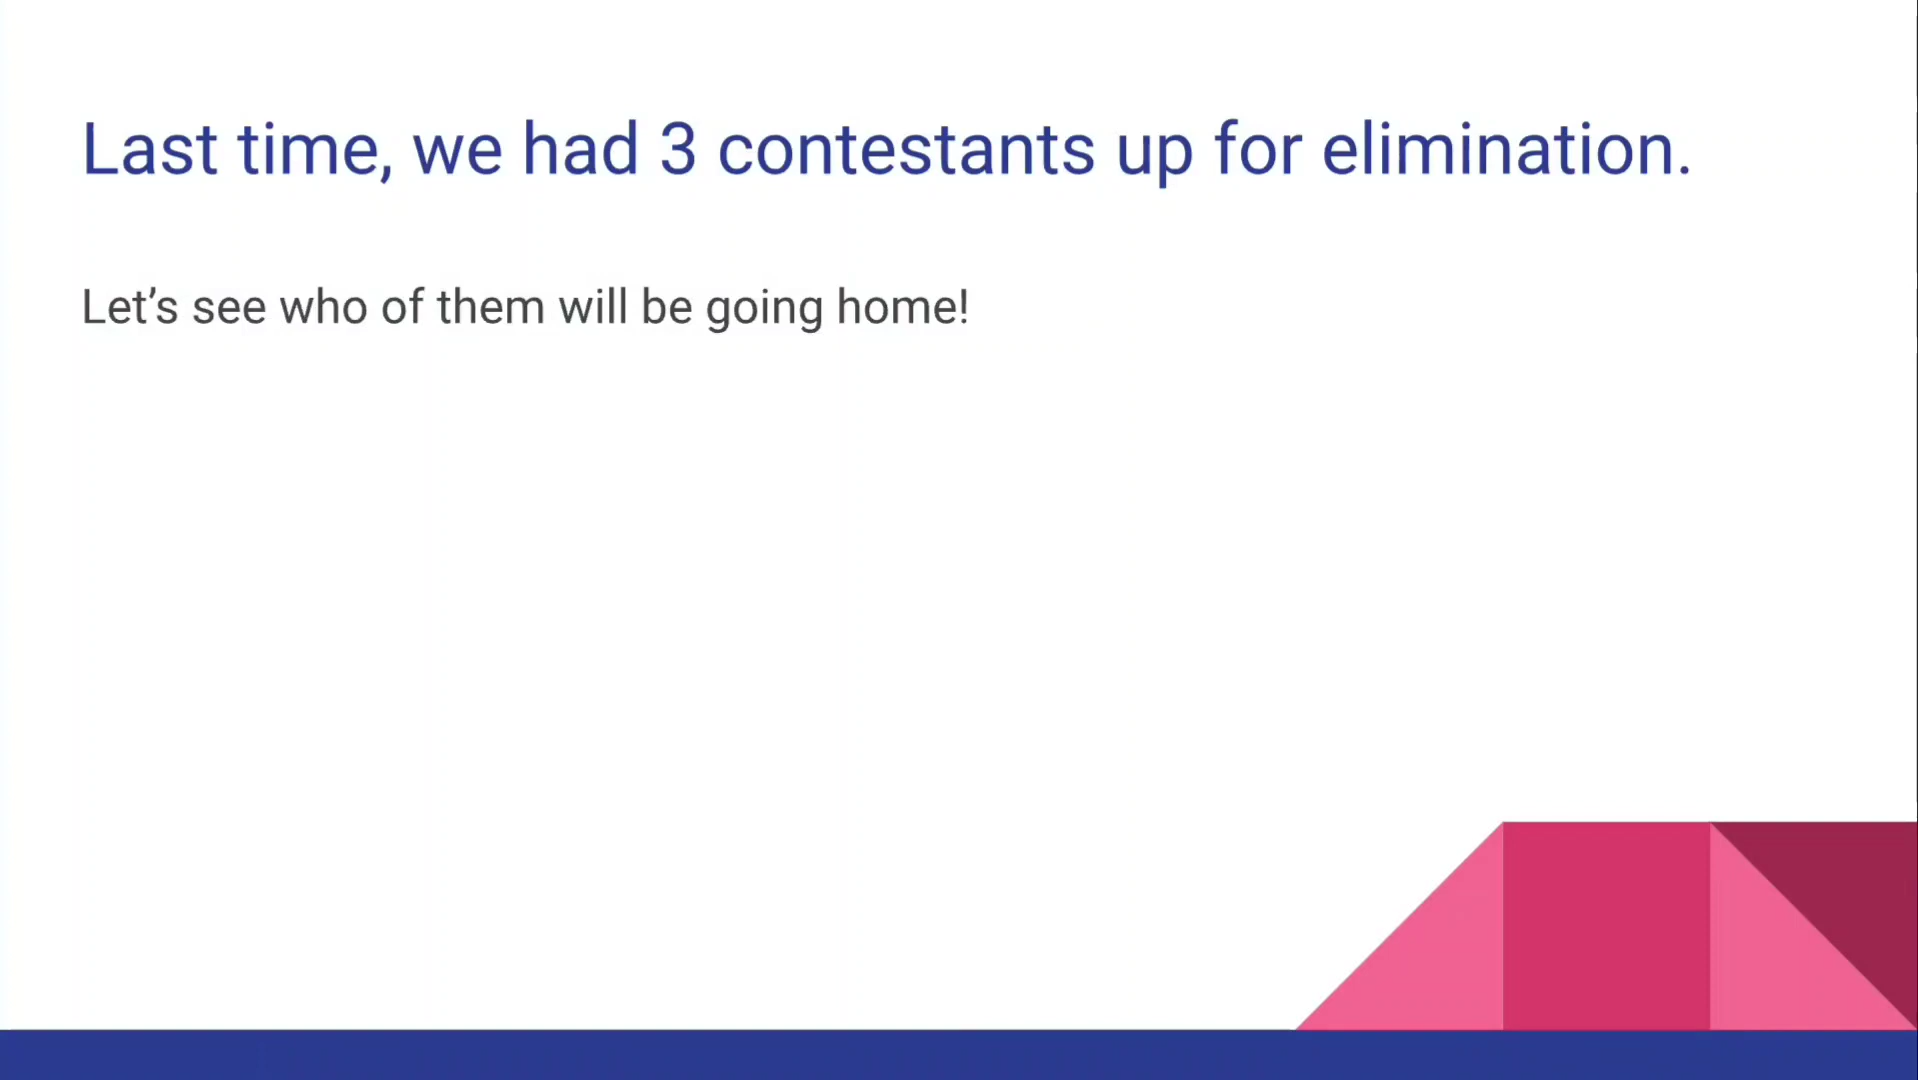 Last time, we had 3 contestants up for elimination.
Let’s see who of them will be going home!